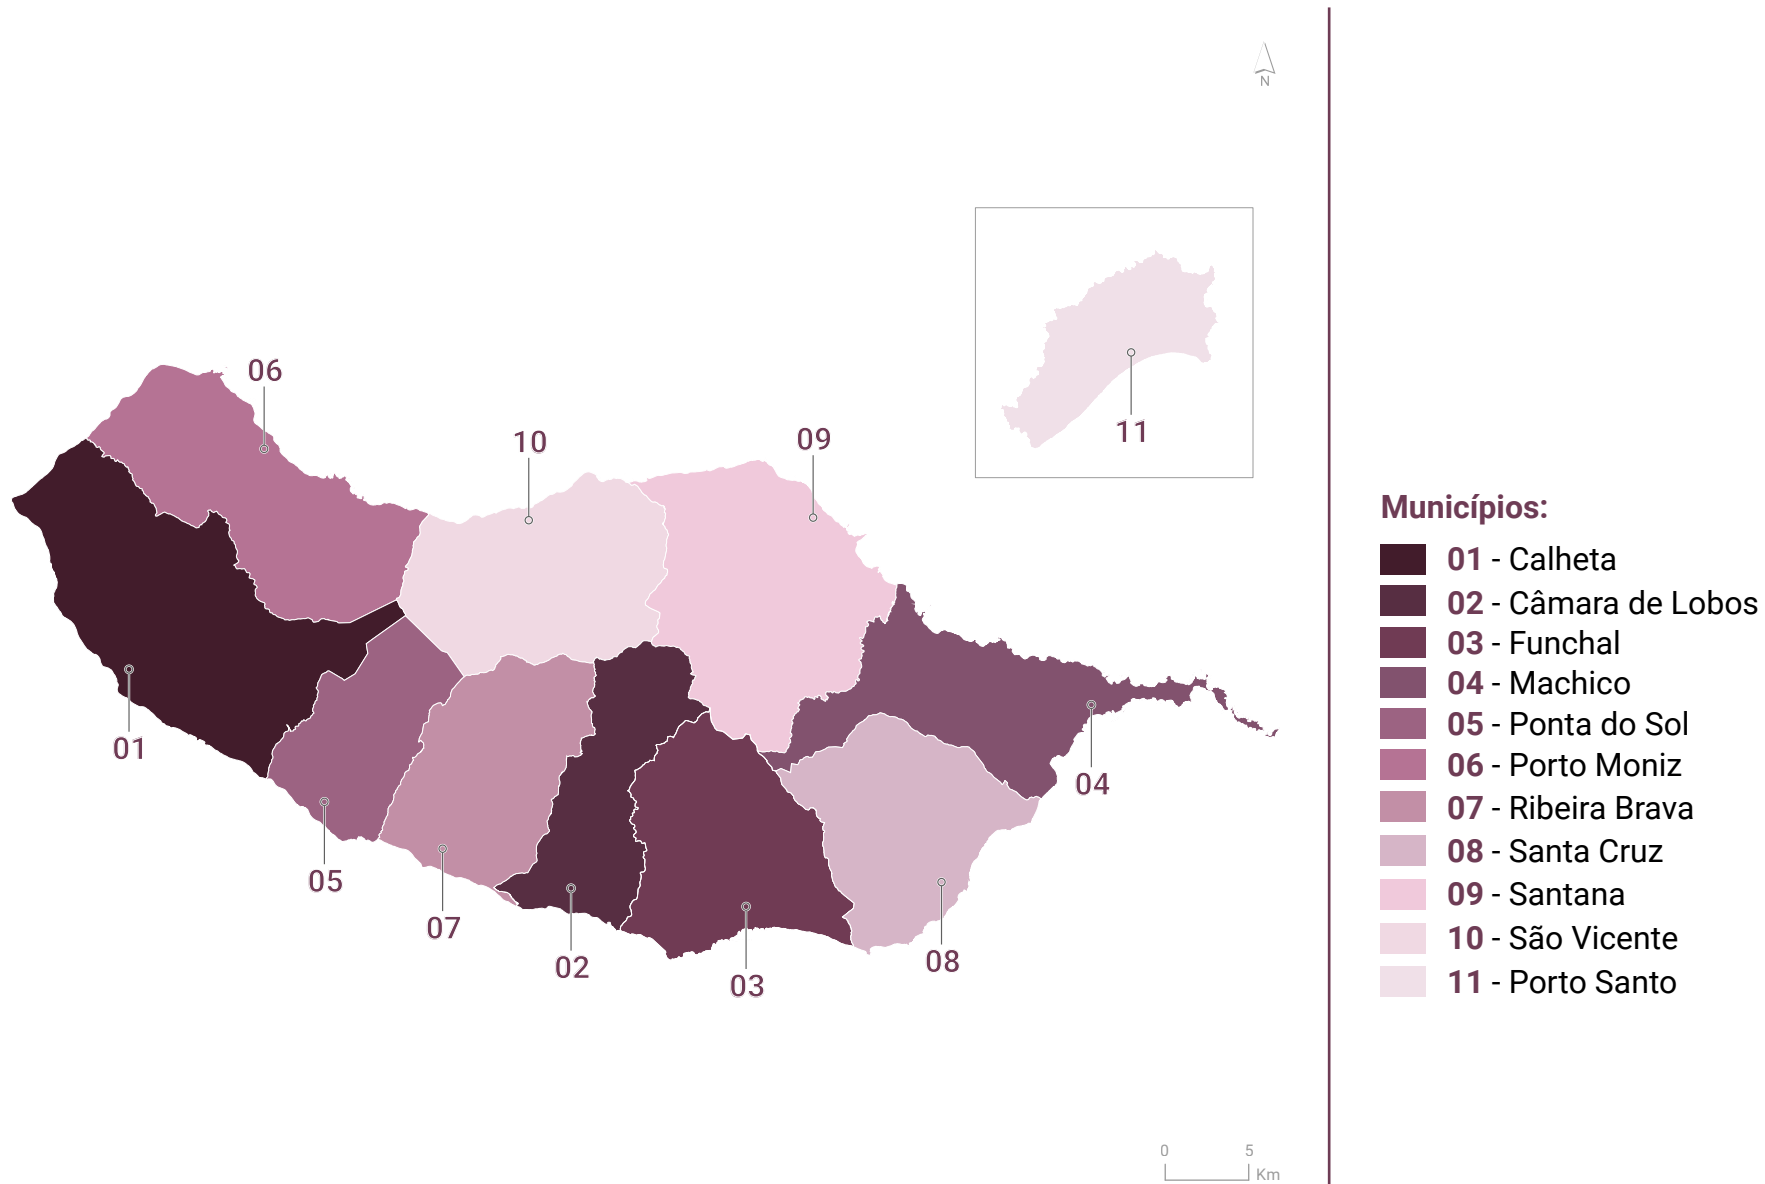 N
06
10
09
11
01
04
05
07
02
03
08
Municípios:
01 - Calheta
02 - Câmara de Lobos
03 - Funchal
04 - Machico
05 - Ponta do Sol
06 - Porto Moniz
07 - Ribeira Brava
08 - Santa Cruz
09 - Santana
10 - São Vicente
11 - Porto Santo
0 5
Km